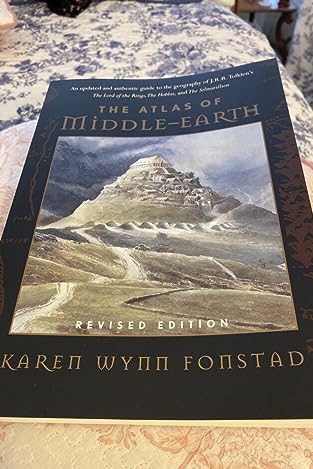 An updated and authentic guide to the geography of J.R.R. Tolkien's
The Lord of the Rings, The Hobbit, and The Silmarillion
THE ATLAS OF
MIDDLE-EARTH
REVISED EDITION
KAREN WYNN FONSTAD